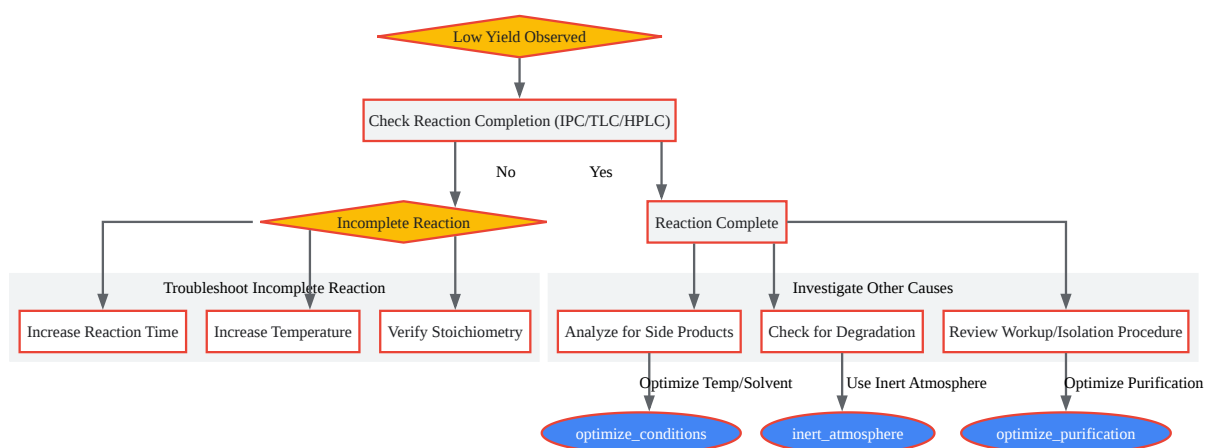 Low Yield Observed
Check Reaction Completion (IPC/TLC/HPLC)
No
Yes
Incomplete Reaction
Reaction Complete
Troubleshoot Incomplete Reaction
Investigate Other Causes
Increase Reaction Time
Increase Temperature
Verify Stoichiometry
Analyze for Side Products
Check for Degradation
Review Workup/Isolation Procedure
Optimize Temp/Solvent
Use Inert Atmosphere
Optimize Purification
optimize_conditions
inert_atmosphere
optimize_purification